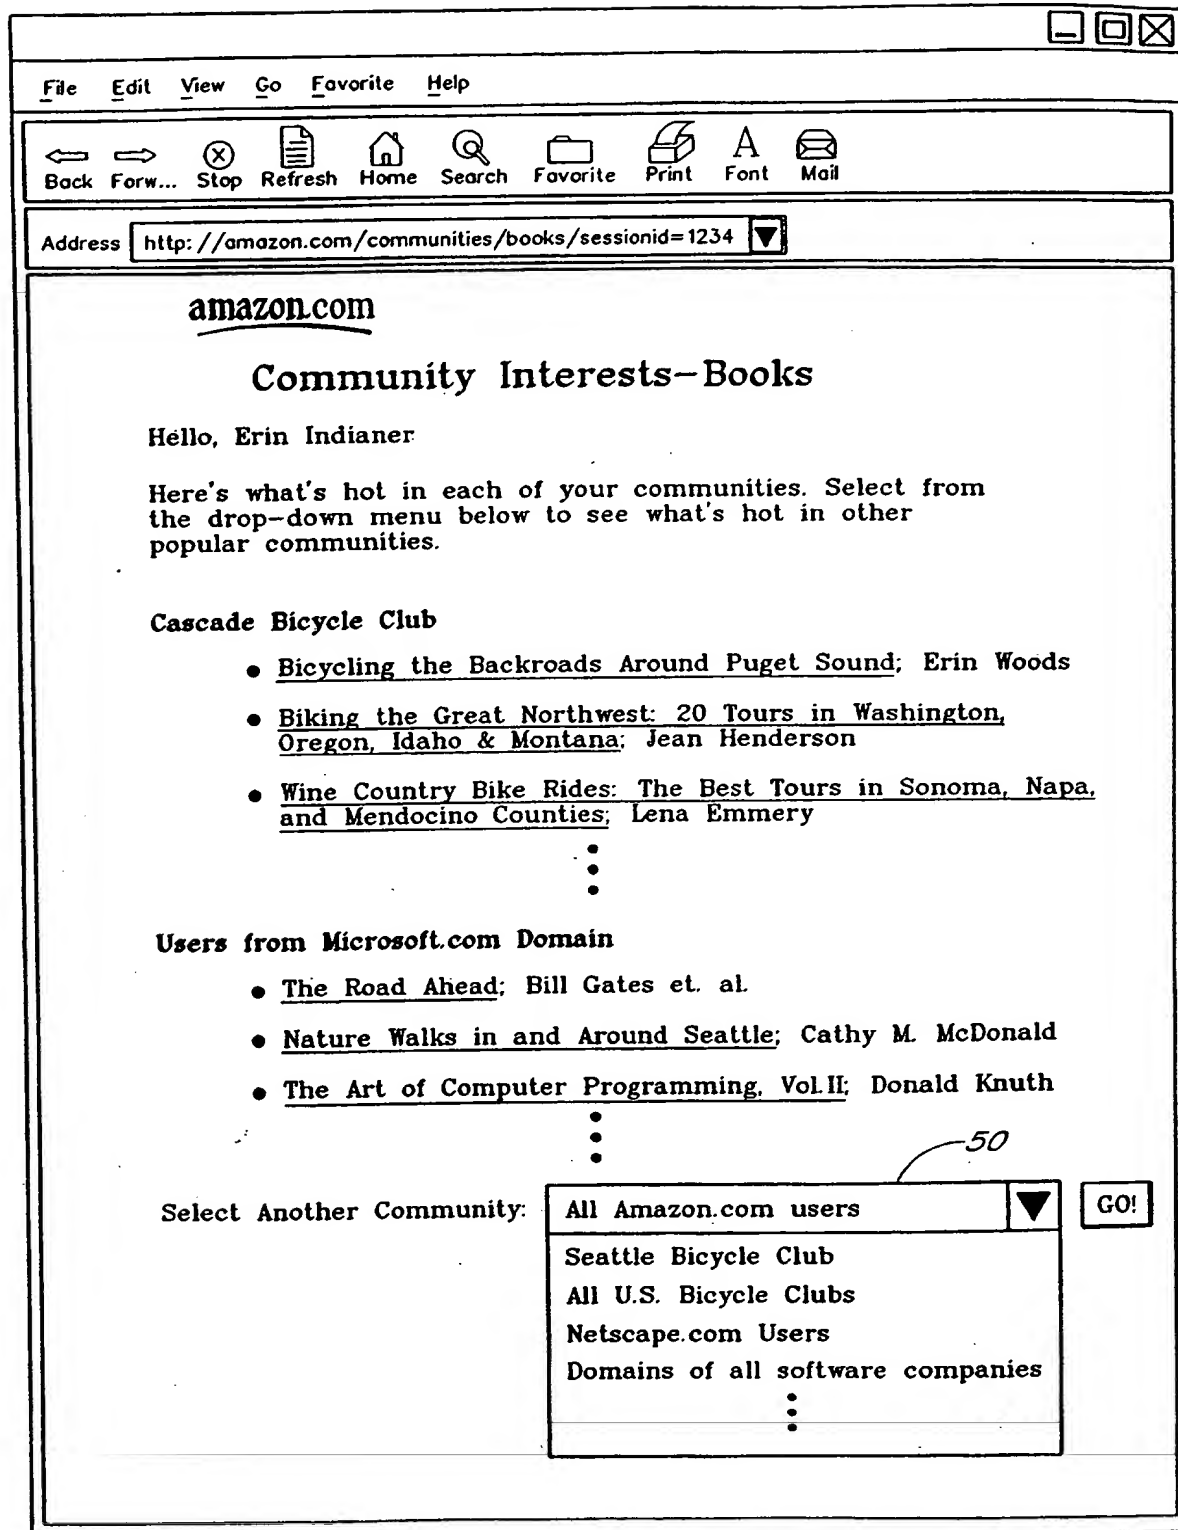 File Edit View Go Favorite Help
Back Forw... Stop Refresh Home Search Favorite Print Font Mail
Address http://amazon.com/communities/books/sessionid=1234
amazon.com
Community Interests-Books
Hello, Erin Indianer
Here's what's hot in each of your communities. Select from
the drop-down menu below to see what's hot in other
popular communities.
Cascade Bicycle Club
• Bicycling the Backroads Around Puget Sound; Erin Woods
• Biking the Great Northwest: 20 Tours in Washington,
Oregon, Idaho & Montana; Jean Henderson
• Wine Country Bike Rides: The Best Tours in Sonoma, Napa,
and Mendocino Counties; Lena Emmery
Users from Microsoft.com Domain
• The Road Ahead; Bill Gates et. al.
• Nature Walks in and Around Seattle; Cathy M. McDonald
• The Art of Computer Programming, Vol.II; Donald Knuth
50
Select Another Community: All Amazon.com users GO!
Seattle Bicycle Club
All U.S. Bicycle Clubs
Netscape.com Users
Domains of all software companies